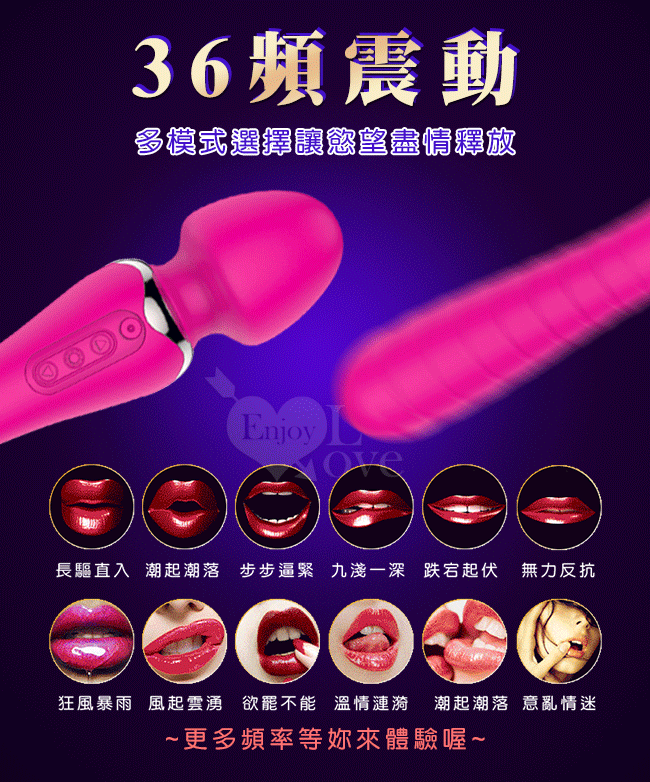 36頻震動
多模式選擇讓慾望盡情釋放
Enjoy Love
長驅直入 潮起潮落 步步逼緊 九淺一深 跌宕起伏 無力反抗
狂風暴雨 風起雲湧 欲罷不能 溫情漣漪 潮起潮落 意亂情迷
~更多頻率等妳來體驗喔~